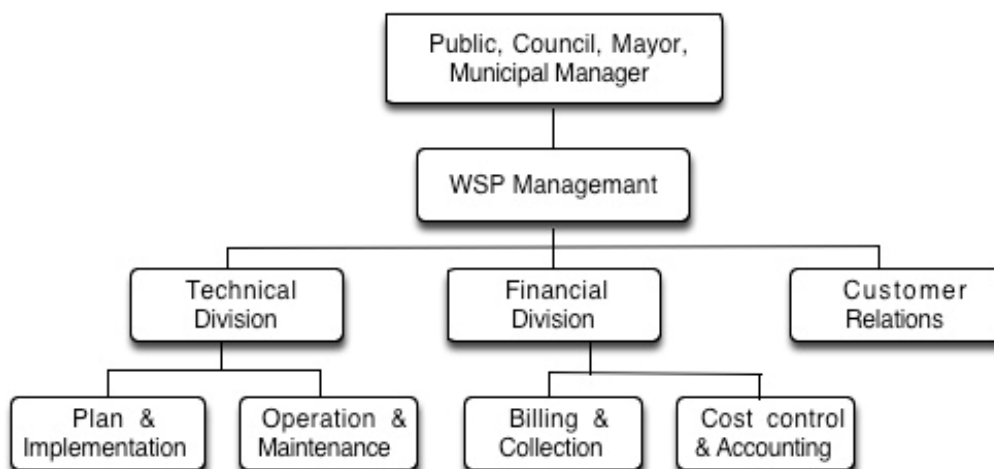 Public, Council, Mayor,
Municipal Manager
WSP Managemant
Technical
Division
Financial
Division
Customer
Relations
Plan &
Implementation
Operation &
Maintenance
Billing &
Collection
Cost control
& Accounting